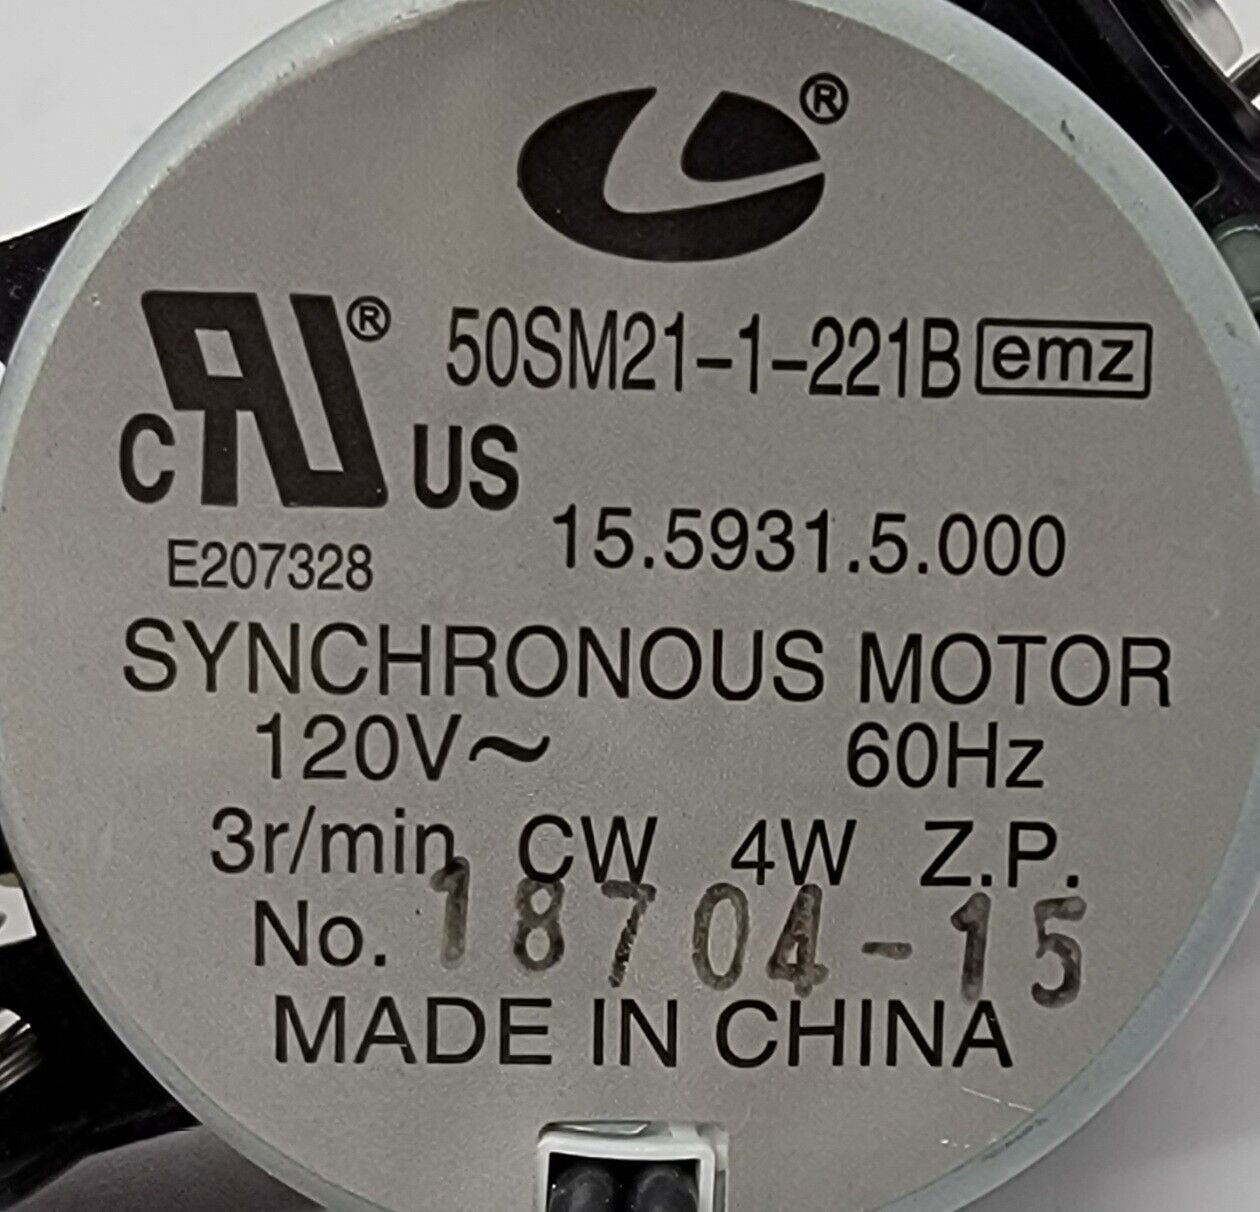 ®
50SM21-1-221B emz
®
C US
E207328
15.5931.5.000
SYNCHRONOUS MOTOR
120V~ 60Hz
3r/min CW 4W Z.P.
No. 18704-15
MADE IN CHINA